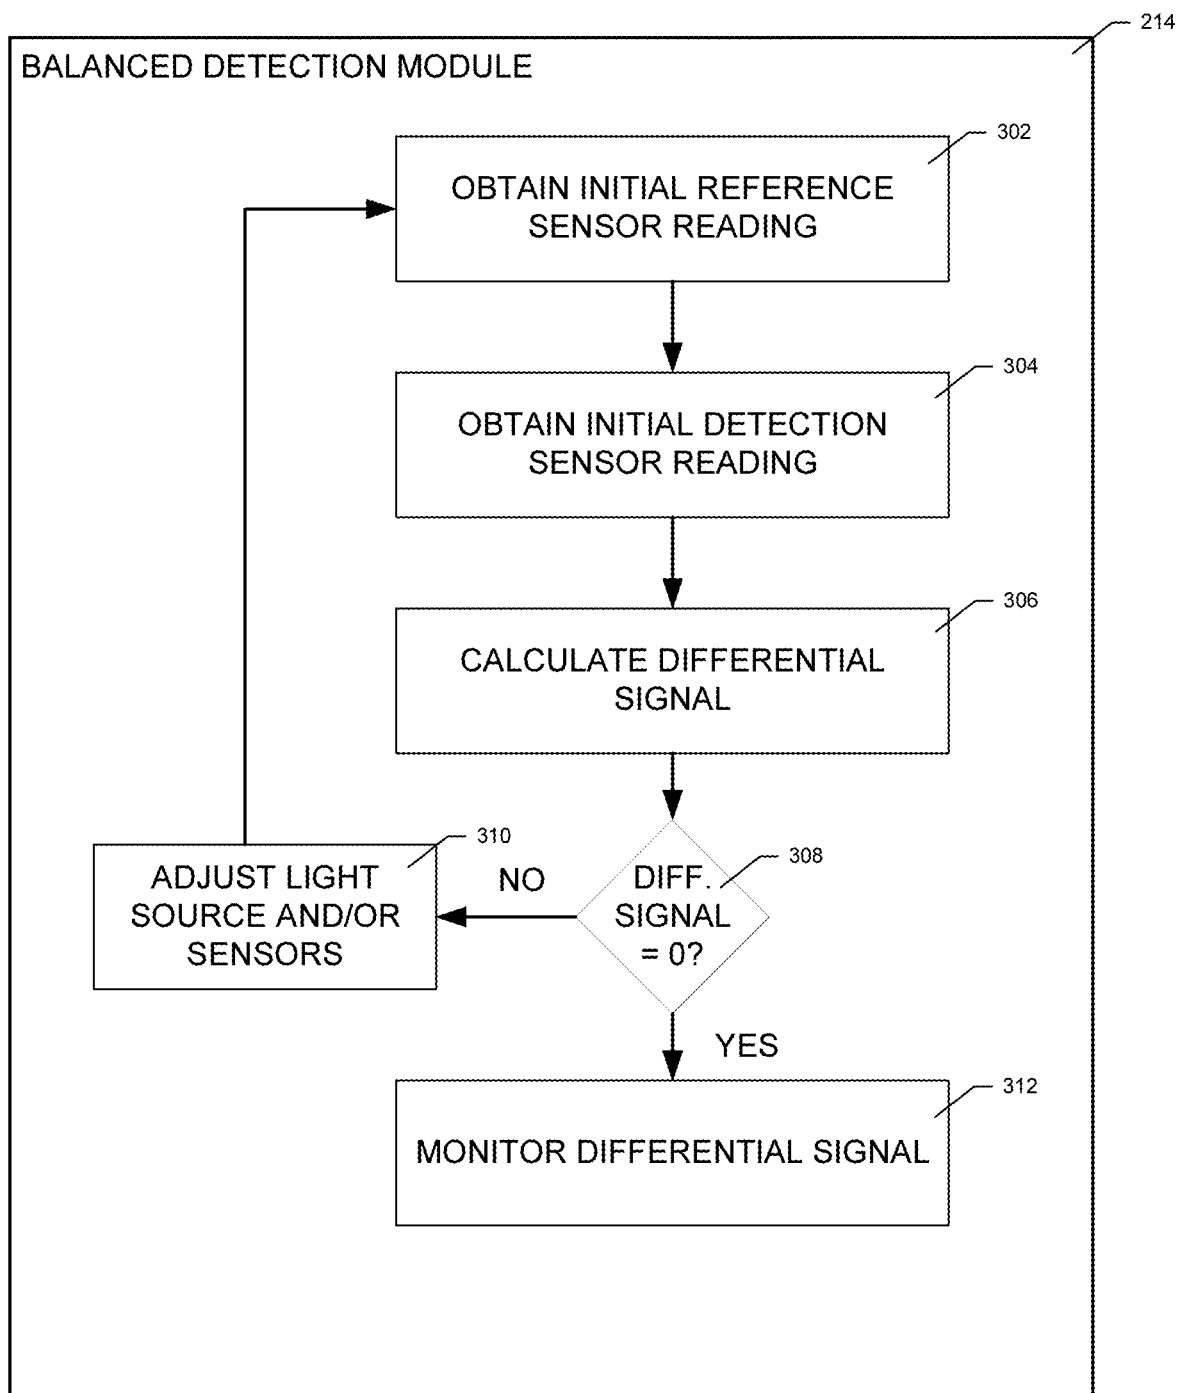 214
BALANCED DETECTION MODULE
302
OBTAIN INITIAL REFERENCE
SENSOR READING
304
OBTAIN INITIAL DETECTION
SENSOR READING
306
CALCULATE DIFFERENTIAL
SIGNAL
310
ADJUST LIGHT
SOURCE AND/OR
SENSORS
NO
308
DIFF.
SIGNAL
= 0?
YES
312
MONITOR DIFFERENTIAL SIGNAL